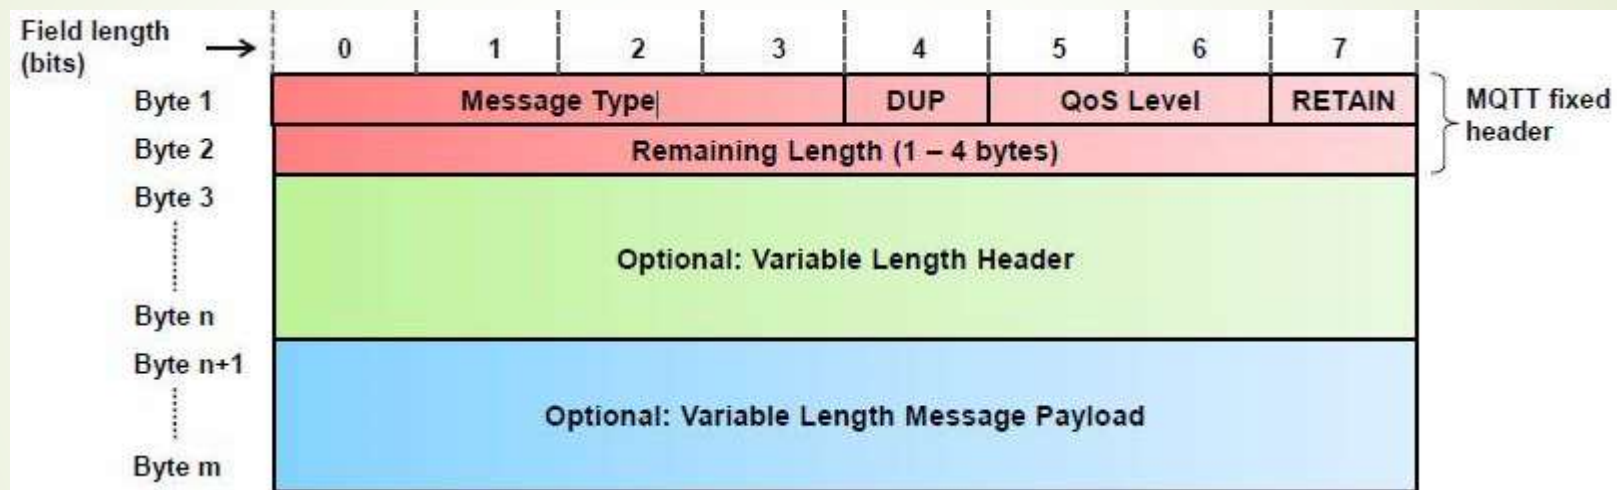 Field length (bits) 0 1 2 3 4 5 6 7
Byte 1 Message Type DUP QoS Level RETAIN MQTT fixed header
Byte 2 Remaining Length (1 – 4 bytes)
Byte 3
Optional: Variable Length Header
Byte n
Byte n+1
Optional: Variable Length Message Payload
Byte m